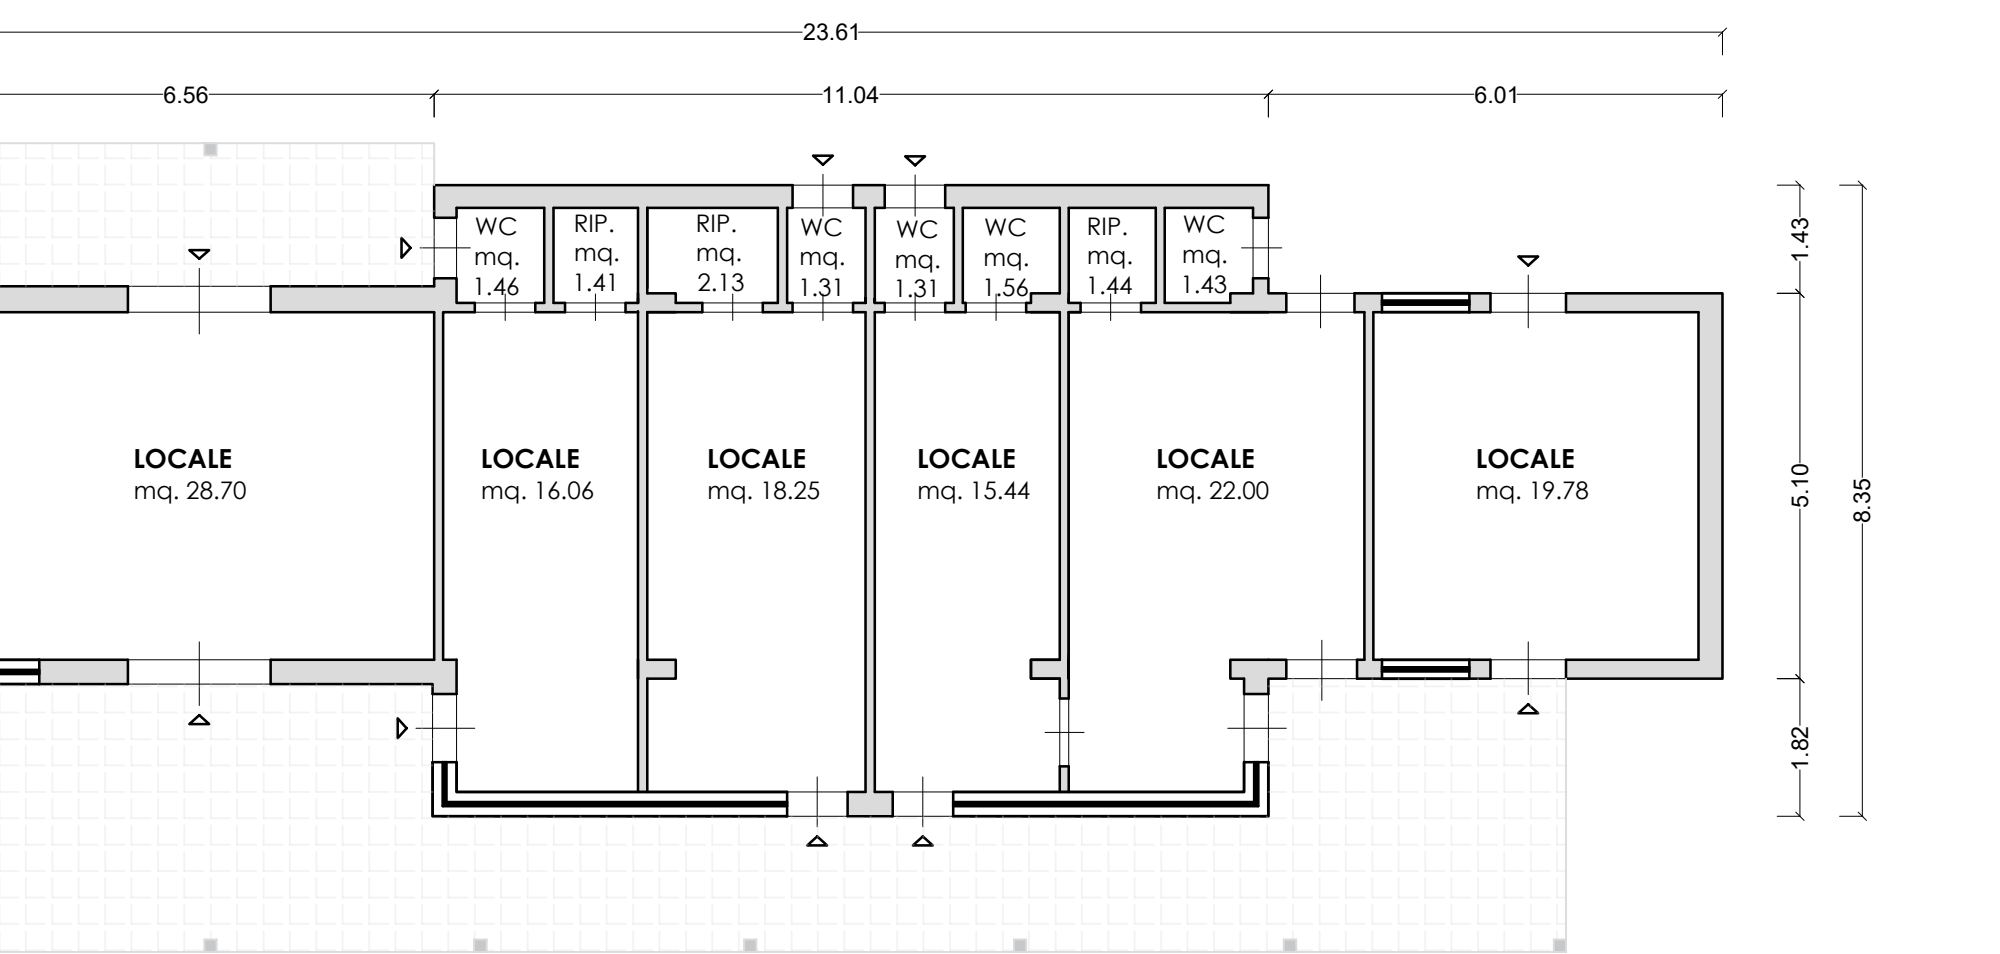 23.61
6.56
11.04
6.01
WC
mq.
1.46
RIP.
mq.
1.41
RIP.
mq.
2.13
WC
mq.
1.31
WC
mq.
1.31
WC
mq.
1.56
RIP.
mq.
1.44
WC
mq.
1.43
1.43
LOCALE
mq. 28.70
LOCALE
mq. 16.06
LOCALE
mq. 18.25
LOCALE
mq. 15.44
LOCALE
mq. 22.00
LOCALE
mq. 19.78
5.10
8.35
1.82